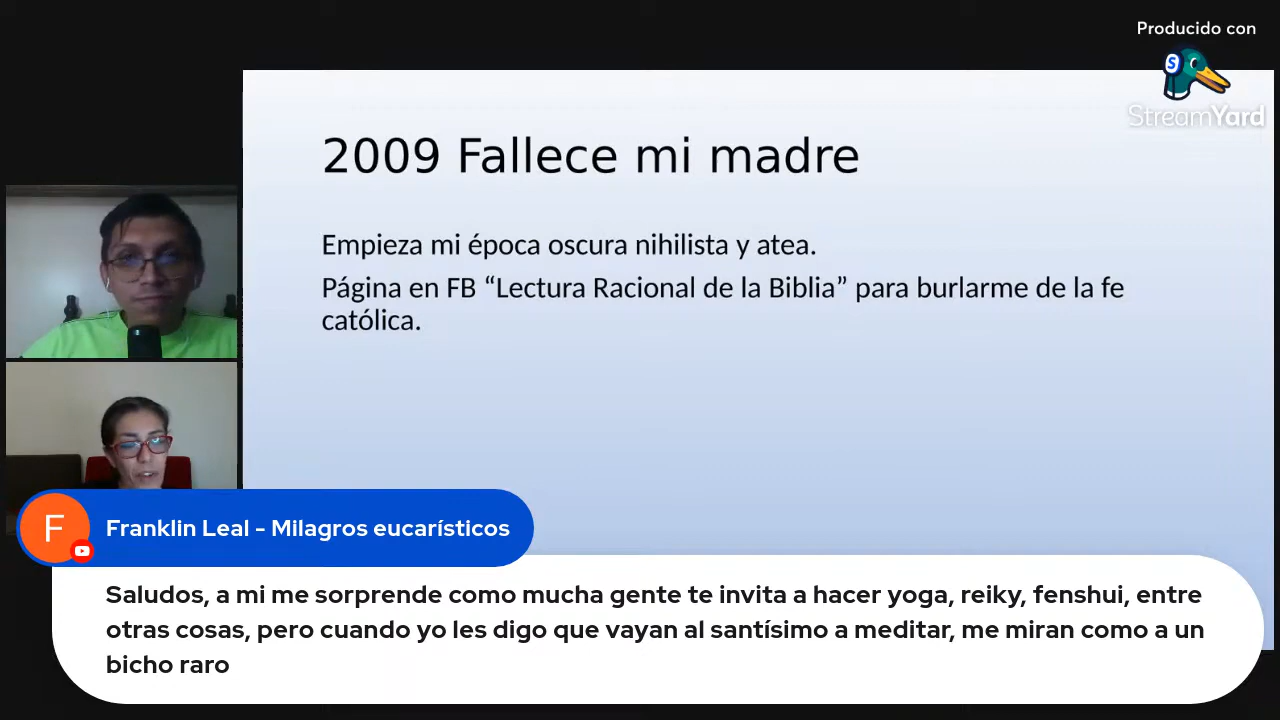 Producido con
StreamYard
2009 Fallece mi madre
Empieza mi época oscura nihilista y atea.
Página en FB “Lectura Racional de la Biblia” para burlarme de la fe
católica.
F
Franklin Leal - Milagros eucarísticos
Saludos, a mi me sorprende como mucha gente te invita a hacer yoga, reiky, fenshui, entre
otras cosas, pero cuando yo les digo que vayan al santísimo a meditar, me miran como a un
bicho raro